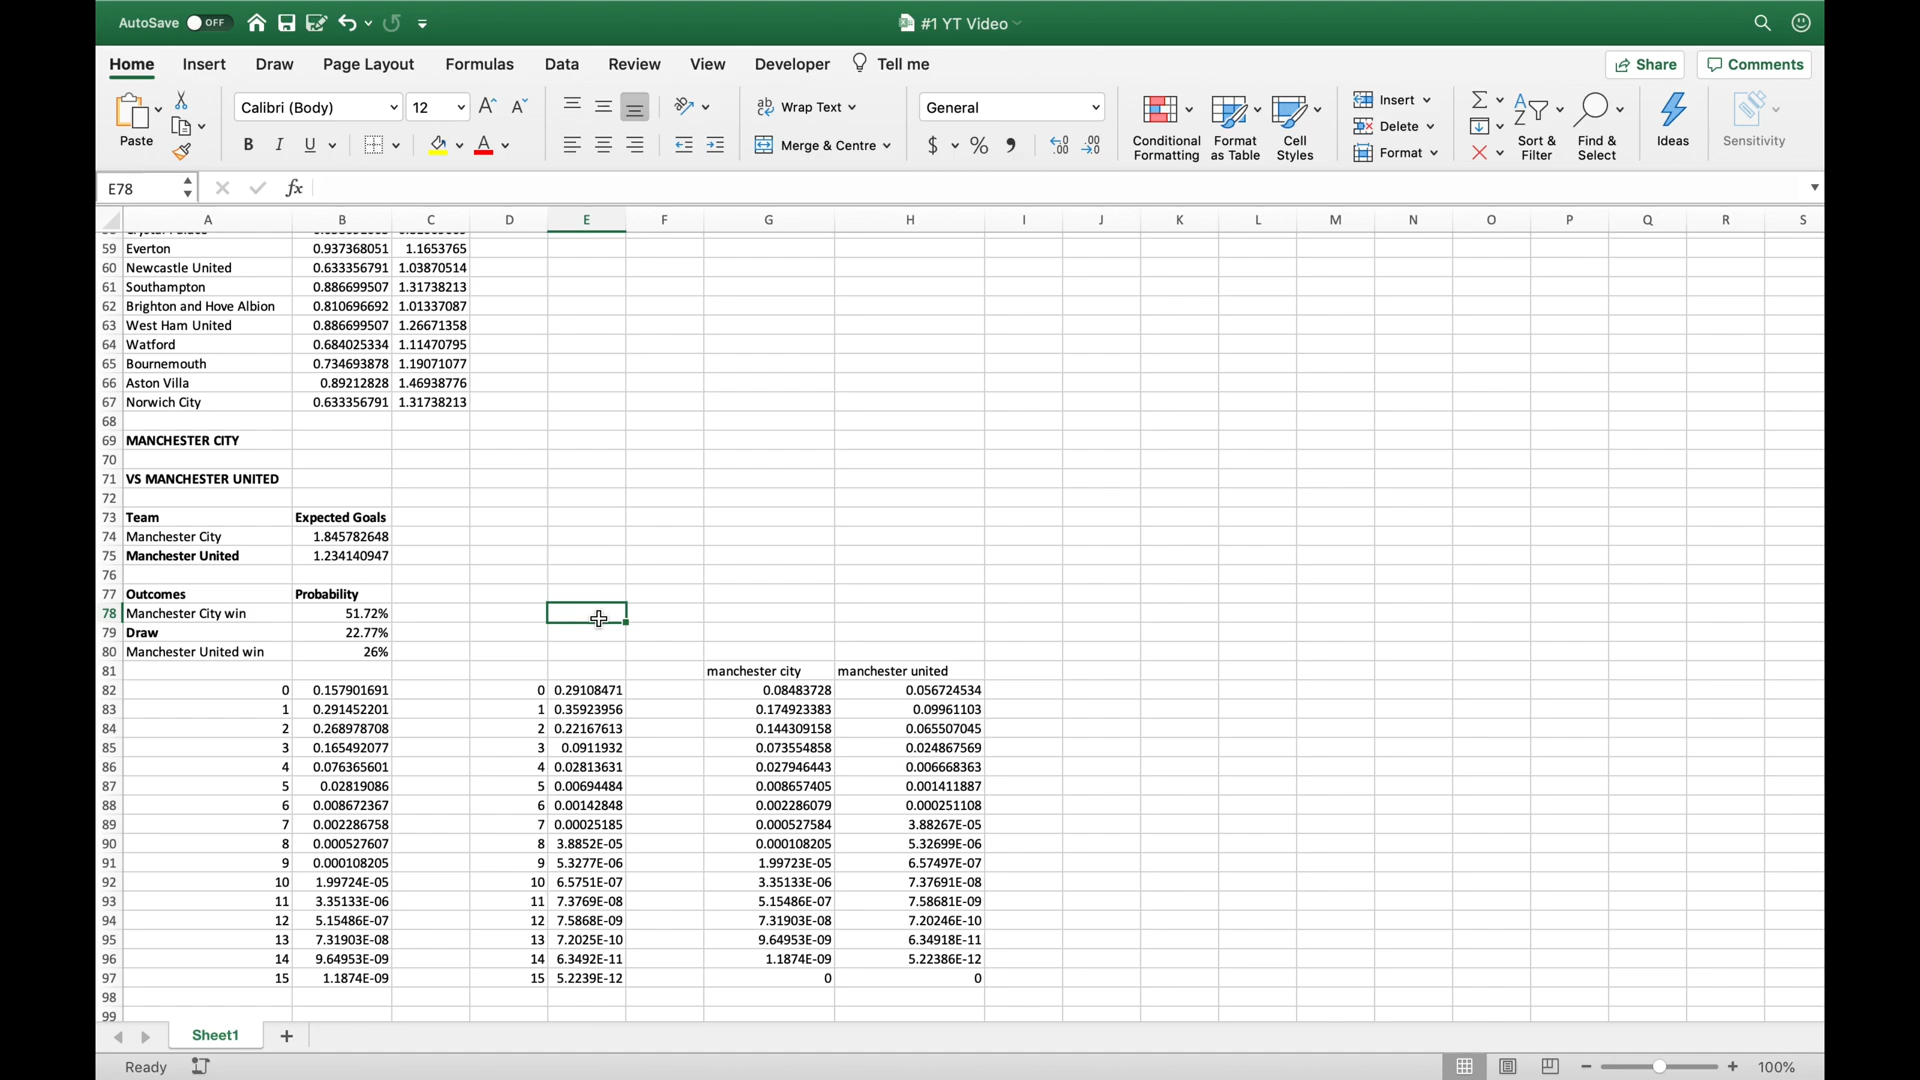 AutoSave OFF #1 YT Video
Home Insert Draw Page Layout Formulas Data Review View Developer Tell me Share Comments
Paste Calibri (Body) 12 Wrap Text General Insert
B I U Merge & Centre $ % Conditional Formatting Format as Table Cell Styles Delete Format Sort & Filter Find & Select Ideas Sensitivity
E78 fx
A B C D E F G H I J K L M N O P Q R S
59 Everton 0.937368051 1.1653765
60 Newcastle United 0.633356791 1.03870514
61 Southampton 0.886699507 1.31738213
62 Brighton and Hove Albion 0.810696692 1.01337087
63 West Ham United 0.886699507 1.26671358
64 Watford 0.684025334 1.11470795
65 Bournemouth 0.734693878 1.19071077
66 Aston Villa 0.89212828 1.46938776
67 Norwich City 0.633356791 1.31738213
68
69 MANCHESTER CITY
70
71 VS MANCHESTER UNITED
72
73 Team Expected Goals
74 Manchester City 1.845782648
75 Manchester United 1.234140947
76
77 Outcomes Probability
78 Manchester City win 51.72%
79 Draw 22.77%
80 Manchester United win 26%
81 manchester city manchester united
82 0 0.157901691 0 0.29108471 0.08483728 0.056724534
83 1 0.291452201 1 0.35923956 0.174923383 0.09961103
84 2 0.268978708 2 0.22167613 0.144309158 0.065507045
85 3 0.165492077 3 0.0911932 0.073554858 0.024867569
86 4 0.076365601 4 0.02813631 0.027946443 0.006668363
87 5 0.02819086 5 0.00694484 0.008657405 0.001411887
88 6 0.008672367 6 0.00142848 0.002286079 0.000251108
89 7 0.002286758 7 0.00025185 0.000527584 3.88267E-05
90 8 0.000527607 8 3.8852E-05 0.000108205 5.32699E-06
91 9 0.000108205 9 5.3277E-06 1.99723E-05 6.57497E-07
92 10 1.99724E-05 10 6.5751E-07 3.35133E-06 7.37691E-08
93 11 3.35133E-06 11 7.3769E-08 5.15486E-07 7.58681E-09
94 12 5.15486E-07 12 7.5868E-09 7.31903E-08 7.20246E-10
95 13 7.31903E-08 13 7.2025E-10 9.64953E-09 6.34918E-11
96 14 9.64953E-09 14 6.3492E-11 1.1874E-09 5.22386E-12
97 15 1.1874E-09 15 5.2239E-12 0 0
98
99
Sheet1
Ready 100%